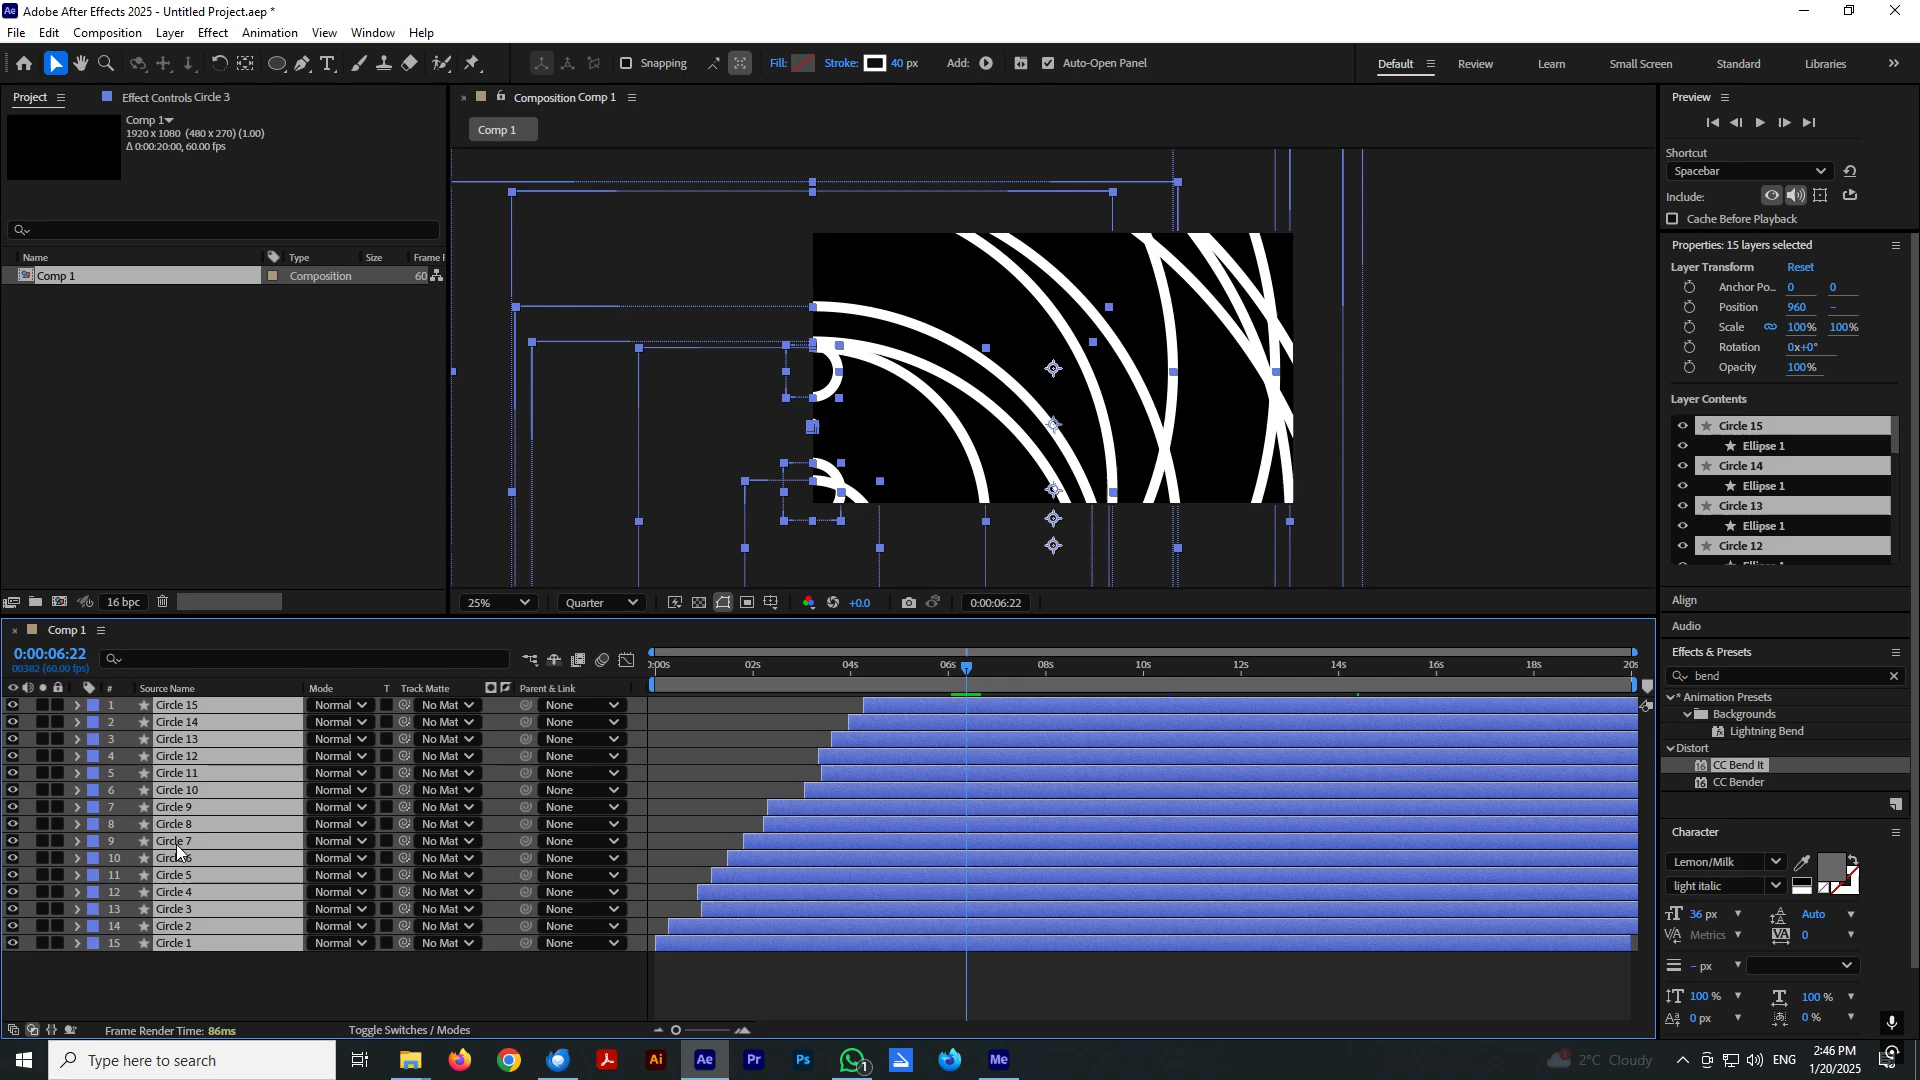 Adobe After Effects 2025 - Untitled Project.aep *
File Edit Composition Layer Effect Animation View Window Help
Snapping Fill: Stroke: 40 px Add: Auto-Open Panel Default Review Learn Small Screen Standard Libraries
Project Effect Controls Circle 3
Comp 1
1920 x 1080 (480 x 270) (1.00)
Δ 0:00:20:00, 60.00 fps
Name Type Size Frame R
Comp 1 Composition 60
16 bpc
Composition Comp 1
Comp 1
25% Quarter +0.0 0:00:06:22
Preview
Shortcut
Spacebar
Include:
Cache Before Playback
Properties: 15 layers selected
Layer Transform Reset
Anchor Po... 0 0
Position 960 –
Scale 100% 100%
Rotation 0x+0°
Opacity 100%
Layer Contents
Circle 15
Ellipse 1
Circle 14
Ellipse 1
Circle 13
Ellipse 1
Circle 12
Ellipse 1
Align
Audio
Effects & Presets
bend
* Animation Presets
Backgrounds
Lightning Bend
Distort
16 CC Bend It
16 CC Bender
Character
Lemon/Milk
light italic
36 px Auto
Metrics 0
– px
100 % 100 %
0 px 0 %
Comp 1
0:00:06:22
00382 (60.00 fps)
:00s 02s 04s 06s 08s 10s 12s 14s 16s 18s 20s
# Source Name Mode T Track Matte Parent & Link
1 Circle 15 Normal No Mat None
2 Circle 14 Normal No Mat None
3 Circle 13 Normal No Mat None
4 Circle 12 Normal No Mat None
5 Circle 11 Normal No Mat None
6 Circle 10 Normal No Mat None
7 Circle 9 Normal No Mat None
8 Circle 8 Normal No Mat None
9 Circle 7 Normal No Mat None
10 Circle 6 Normal No Mat None
11 Circle 5 Normal No Mat None
12 Circle 4 Normal No Mat None
13 Circle 3 Normal No Mat None
14 Circle 2 Normal No Mat None
15 Circle 1 Normal No Mat None
Frame Render Time: 86ms Toggle Switches / Modes
Type here to search
Ai Ae Pr Ps 1 Me
2°C Cloudy ENG 2:46 PM
1/20/2025